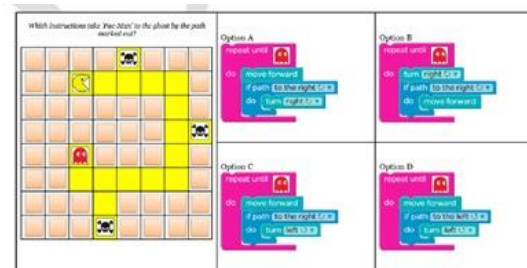 Which instructions take 'Pac-Man' to the ghost by the path
marked out?
Option A
repeat until
do move forward
if path to the right ↻ ▾
do turn right ↻ ▾
Option B
repeat until
do turn right ↻ ▾
if path to the right ↻ ▾
do move forward
Option C
repeat until
do move forward
if path to the right ↻ ▾
do turn left ↺ ▾
Option D
repeat until
do move forward
if path to the left ↺ ▾
do turn left ↺ ▾